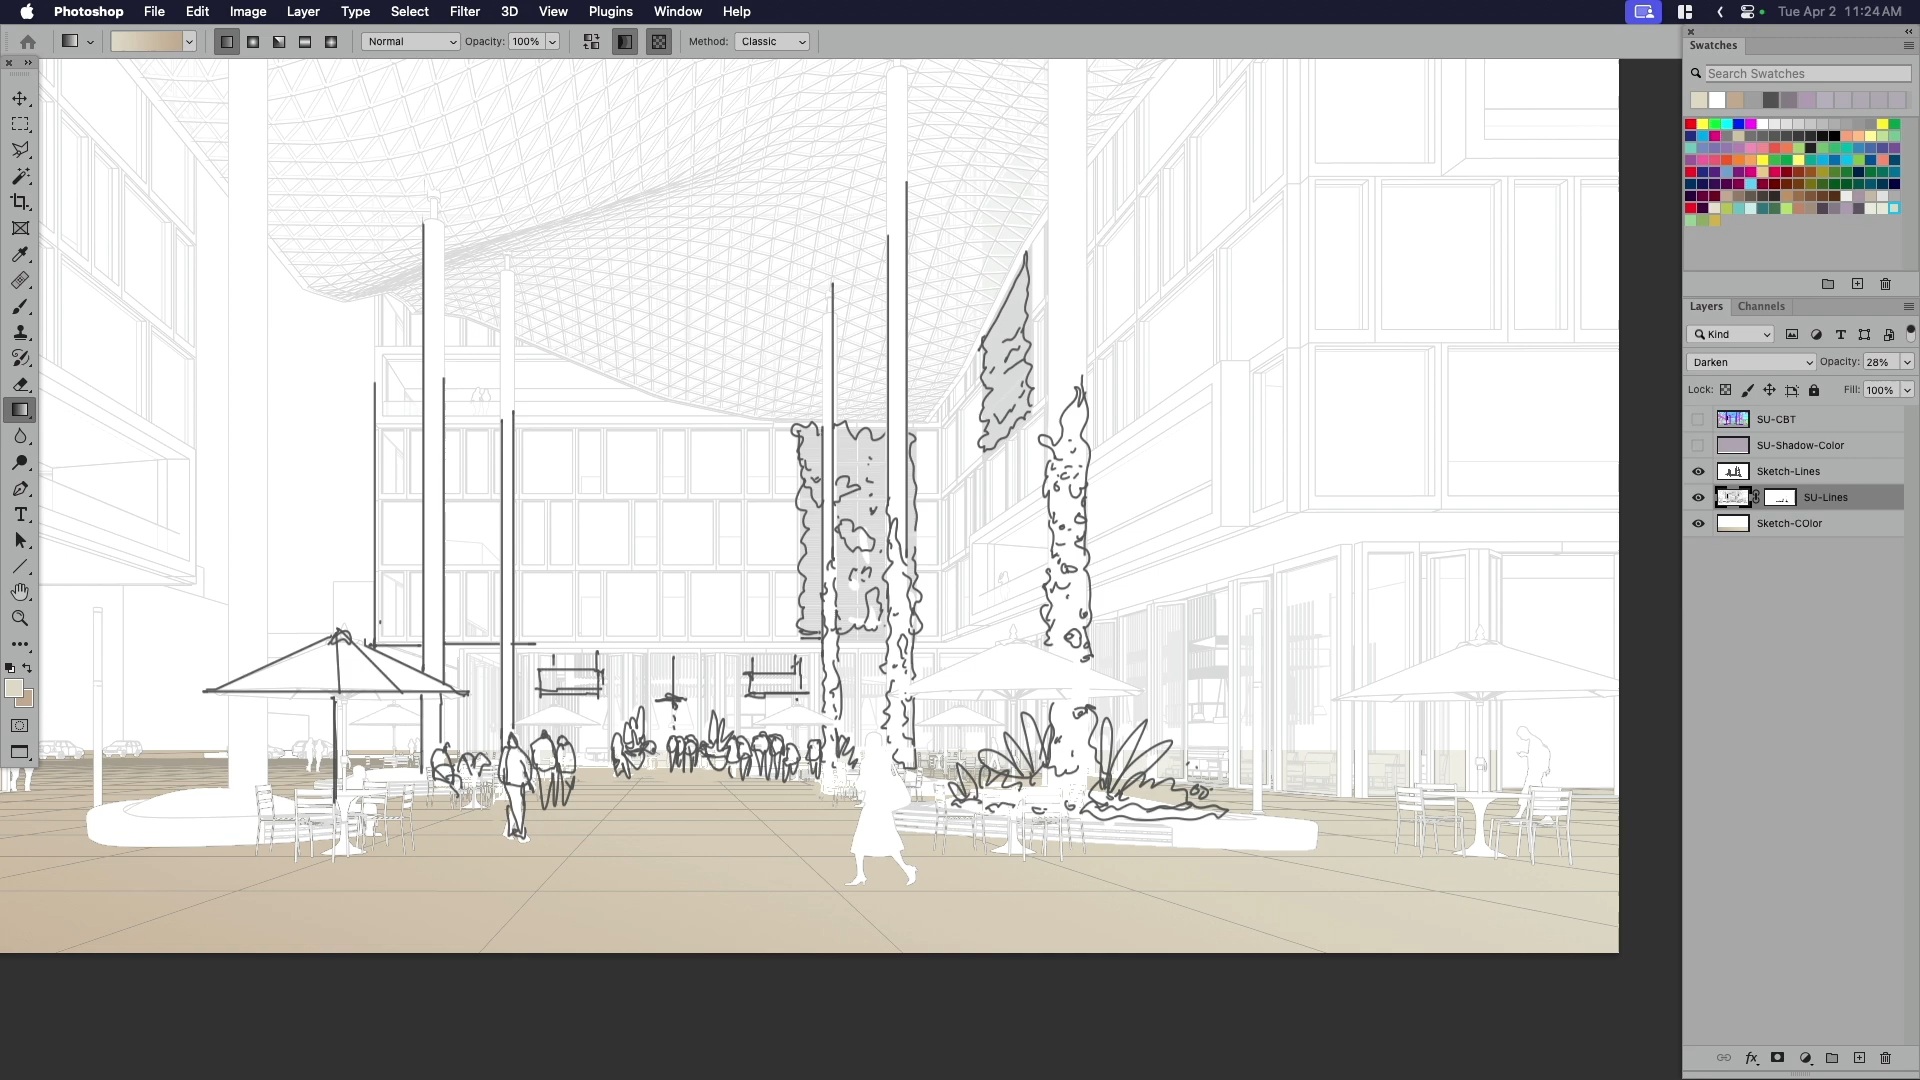 Photoshop File Edit Image Layer Type Select Filter 3D View Plugins Window Help Tue Apr 2 11:24 AM
Normal Opacity: 100% Method: Classic
Swatches
Search Swatches
Layers Channels
Kind
Darken Opacity: 28%
Lock: Fill: 100%
SU-CBT
SU-Shadow-Color
Sketch-Lines
SU-Lines
Sketch-COlor
fx